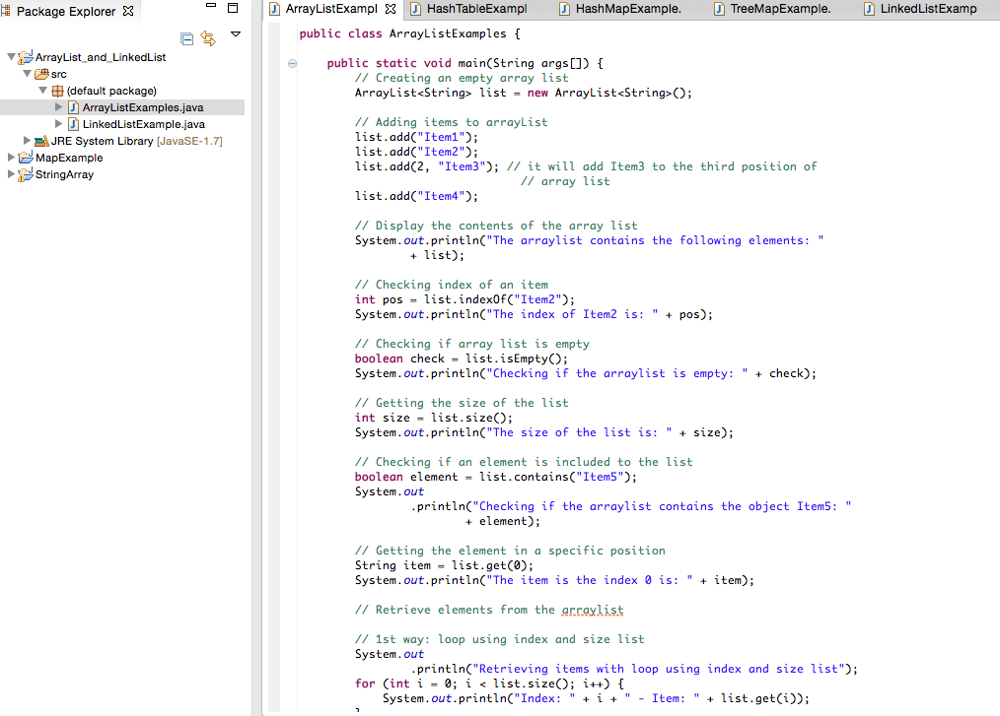 Package Explorer
ArrayList_and_LinkedList
src
(default package)
ArrayListExamples.java
LinkedListExample.java
JRE System Library [JavaSE-1.7]
MapExample
StringArray
ArrayListExampl
HashTableExampl
HashMapExample.
TreeMapExample.
LinkedListExamp
public class ArrayListExamples {
public static void main(String args[]) {
// Creating an empty array list
ArrayList<String> list = new ArrayList<String>();
// Adding items to arrayList
list.add("Item1");
list.add("Item2");
list.add(2, "Item3"); // it will add Item3 to the third position of
// array list
list.add("Item4");
// Display the contents of the array list
System.out.println("The arraylist contains the following elements: "
+ list);
// Checking index of an item
int pos = list.indexOf("Item2");
System.out.println("The index of Item2 is: " + pos);
// Checking if array list is empty
boolean check = list.isEmpty();
System.out.println("Checking if the arraylist is empty: " + check);
// Getting the size of the list
int size = list.size();
System.out.println("The size of the list is: " + size);
// Checking if an element is included to the list
boolean element = list.contains("Item5");
System.out
.println("Checking if the arraylist contains the object Item5: "
+ element);
// Getting the element in a specific position
String item = list.get(0);
System.out.println("The item is the index 0 is: " + item);
// Retrieve elements from the arraylist
// 1st way: loop using index and size list
System.out
.println("Retrieving items with loop using index and size list");
for (int i = 0; i < list.size(); i++) {
System.out.println("Index: " + i + " - Item: " + list.get(i));